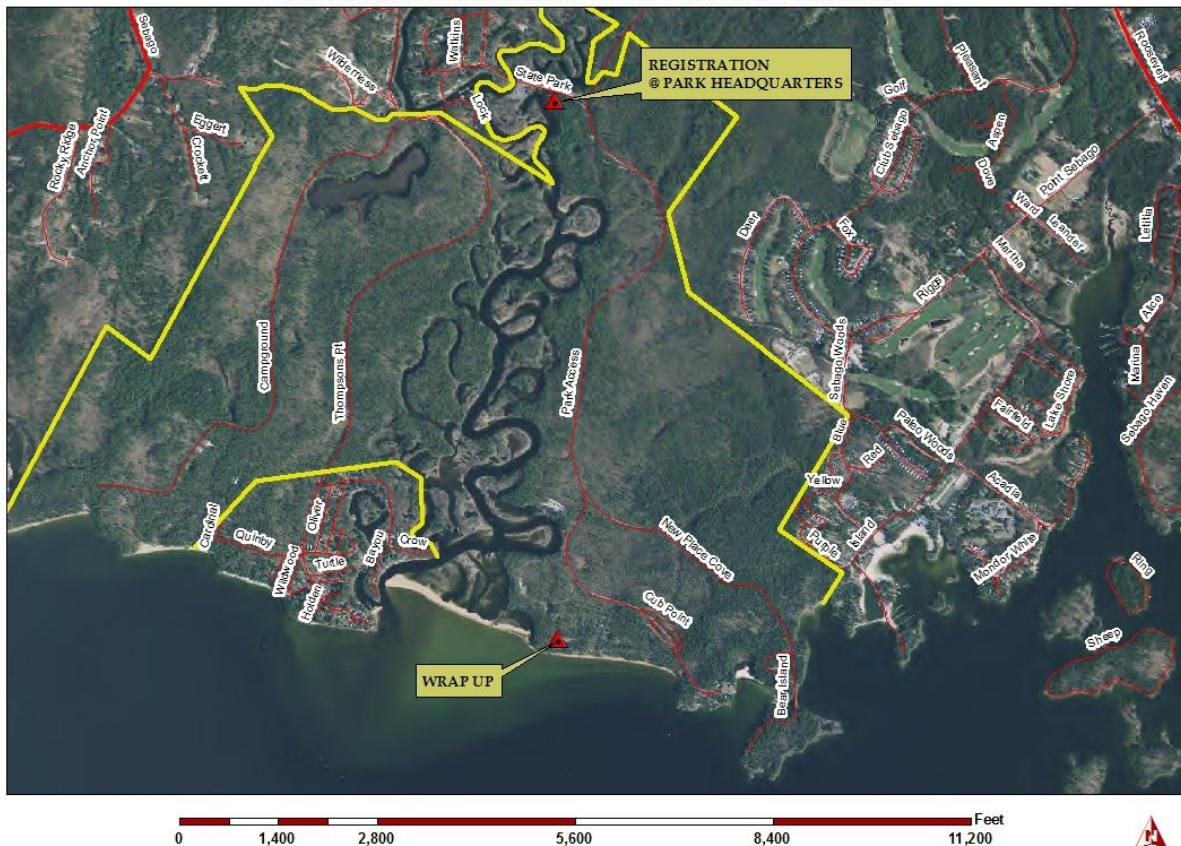 Sebago
Wilderness
Watkins
State Park
REGISTRATION
@ PARK HEADQUARTERS
Pleasant
Roosevelt
Golf
Lock
Rocky Ridge
Anchor Point
Eggert
Crockett
Club Sebago
Aspen
Dove
Point Sebago
Ward
Leander
Letitia
Deer
Fox
Martha
Riggs
Alice
Marina
Campground
Thompsons Pt
Park Access
Sebago Woods
Fairfield
Lake Shore
Sebago Haven
Blue
Red
Paleo Woods
Yellow
Acadia
Cardinal
Quinby
Oliver
Wildwood
Turtle
Holden
Bayou
Crow
New Place Cove
Purple
Island
Mondor White
Cub Point
Ring
Sheep
WRAP UP
Bear Island
Feet
0 1,400 2,800 5,600 8,400 11,200
N